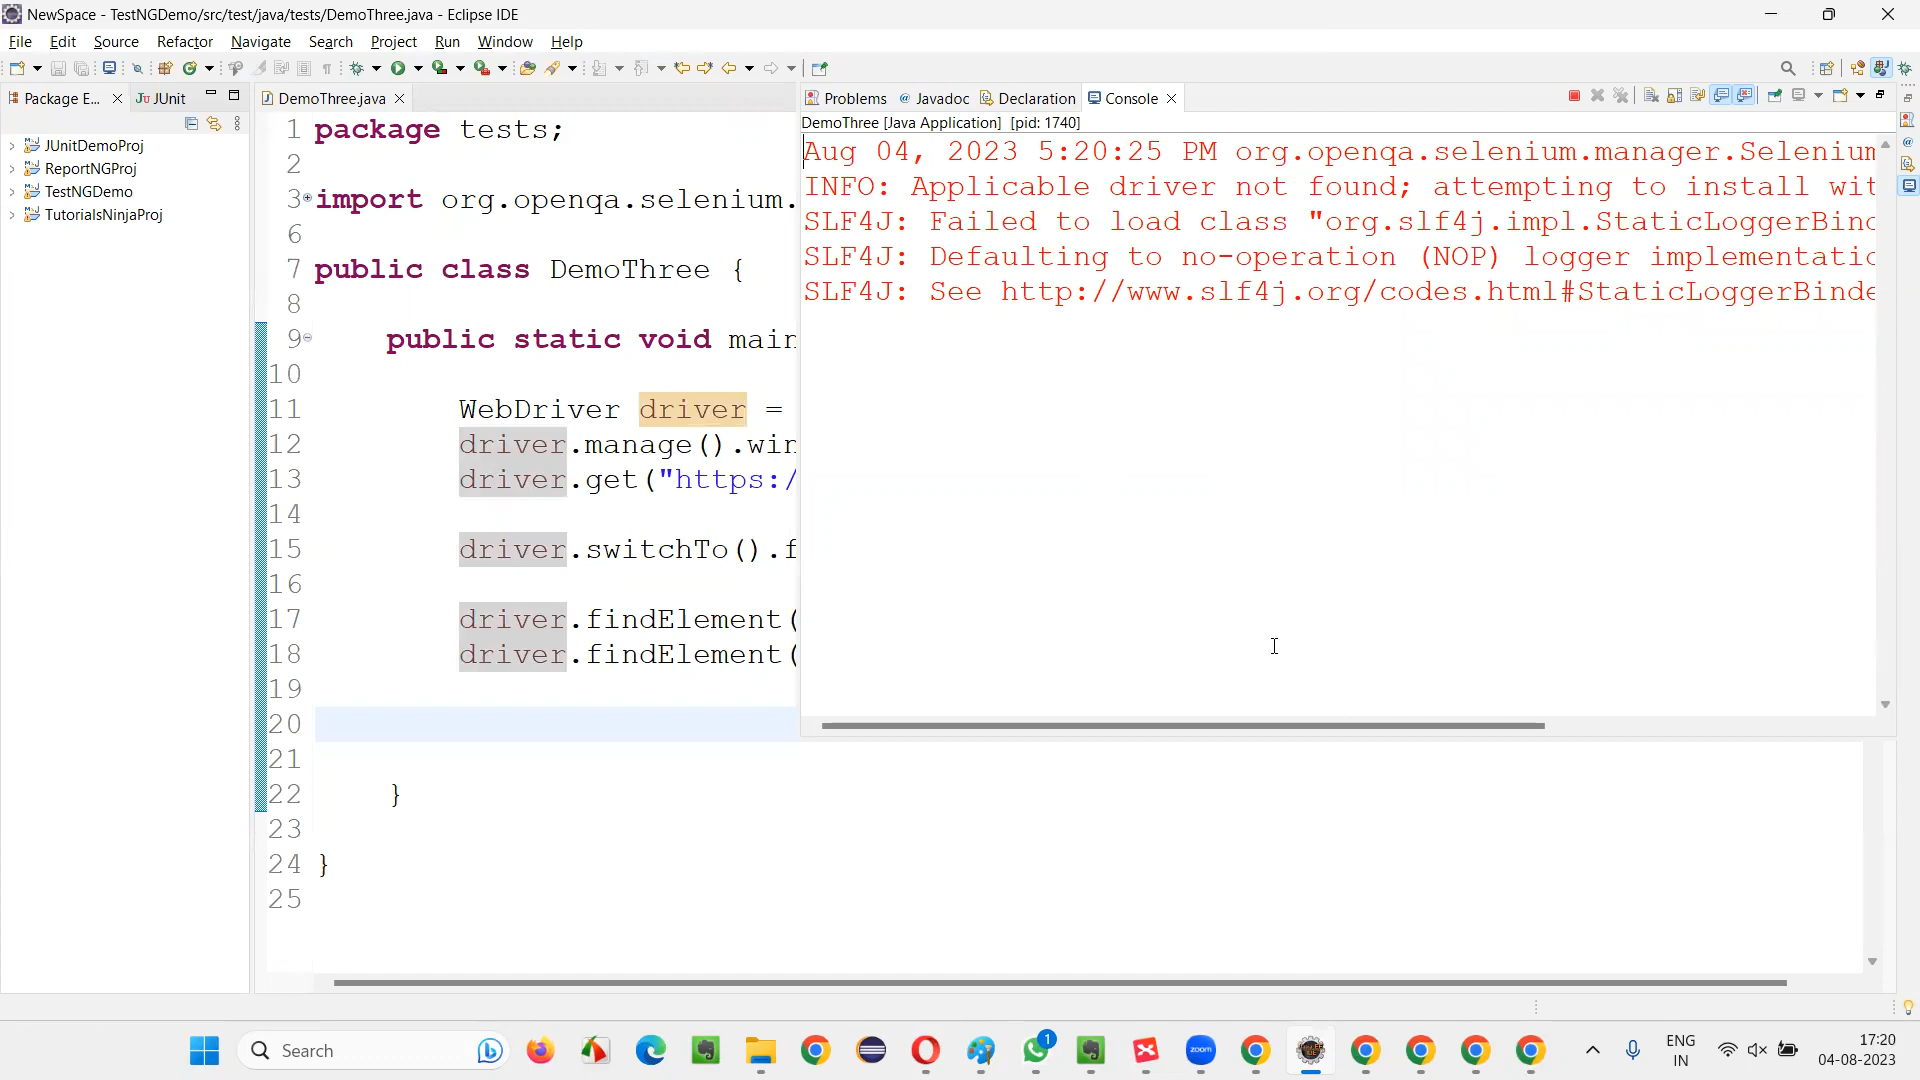 NewSpace - TestNGDemo/src/test/java/tests/DemoThree.java - Eclipse IDE
File Edit Source Refactor Navigate Search Project Run Window Help
Package E... JUnit
DemoThree.java
Problems Javadoc Declaration Console
DemoThree [Java Application] [pid: 1740]
JUnitDemoProj
ReportNGProj
TestNGDemo
TutorialsNinjaProj
1 package tests;
2
3 import org.openqa.selenium.
6
7 public class DemoThree {
8
9 public static void main
10
11 WebDriver driver =
12 driver.manage().win
13 driver.get("https:/
14
15 driver.switchTo().f
16
17 driver.findElement(
18 driver.findElement(
19
20
21
22 }
23
24 }
25
Aug 04, 2023 5:20:25 PM org.openqa.selenium.manager.Selenium
INFO: Applicable driver not found; attempting to install wit
SLF4J: Failed to load class "org.slf4j.impl.StaticLoggerBind
SLF4J: Defaulting to no-operation (NOP) logger implementatic
SLF4J: See http://www.slf4j.org/codes.html#StaticLoggerBinde
Search
zoom
1
ENG
IN
17:20
04-08-2023